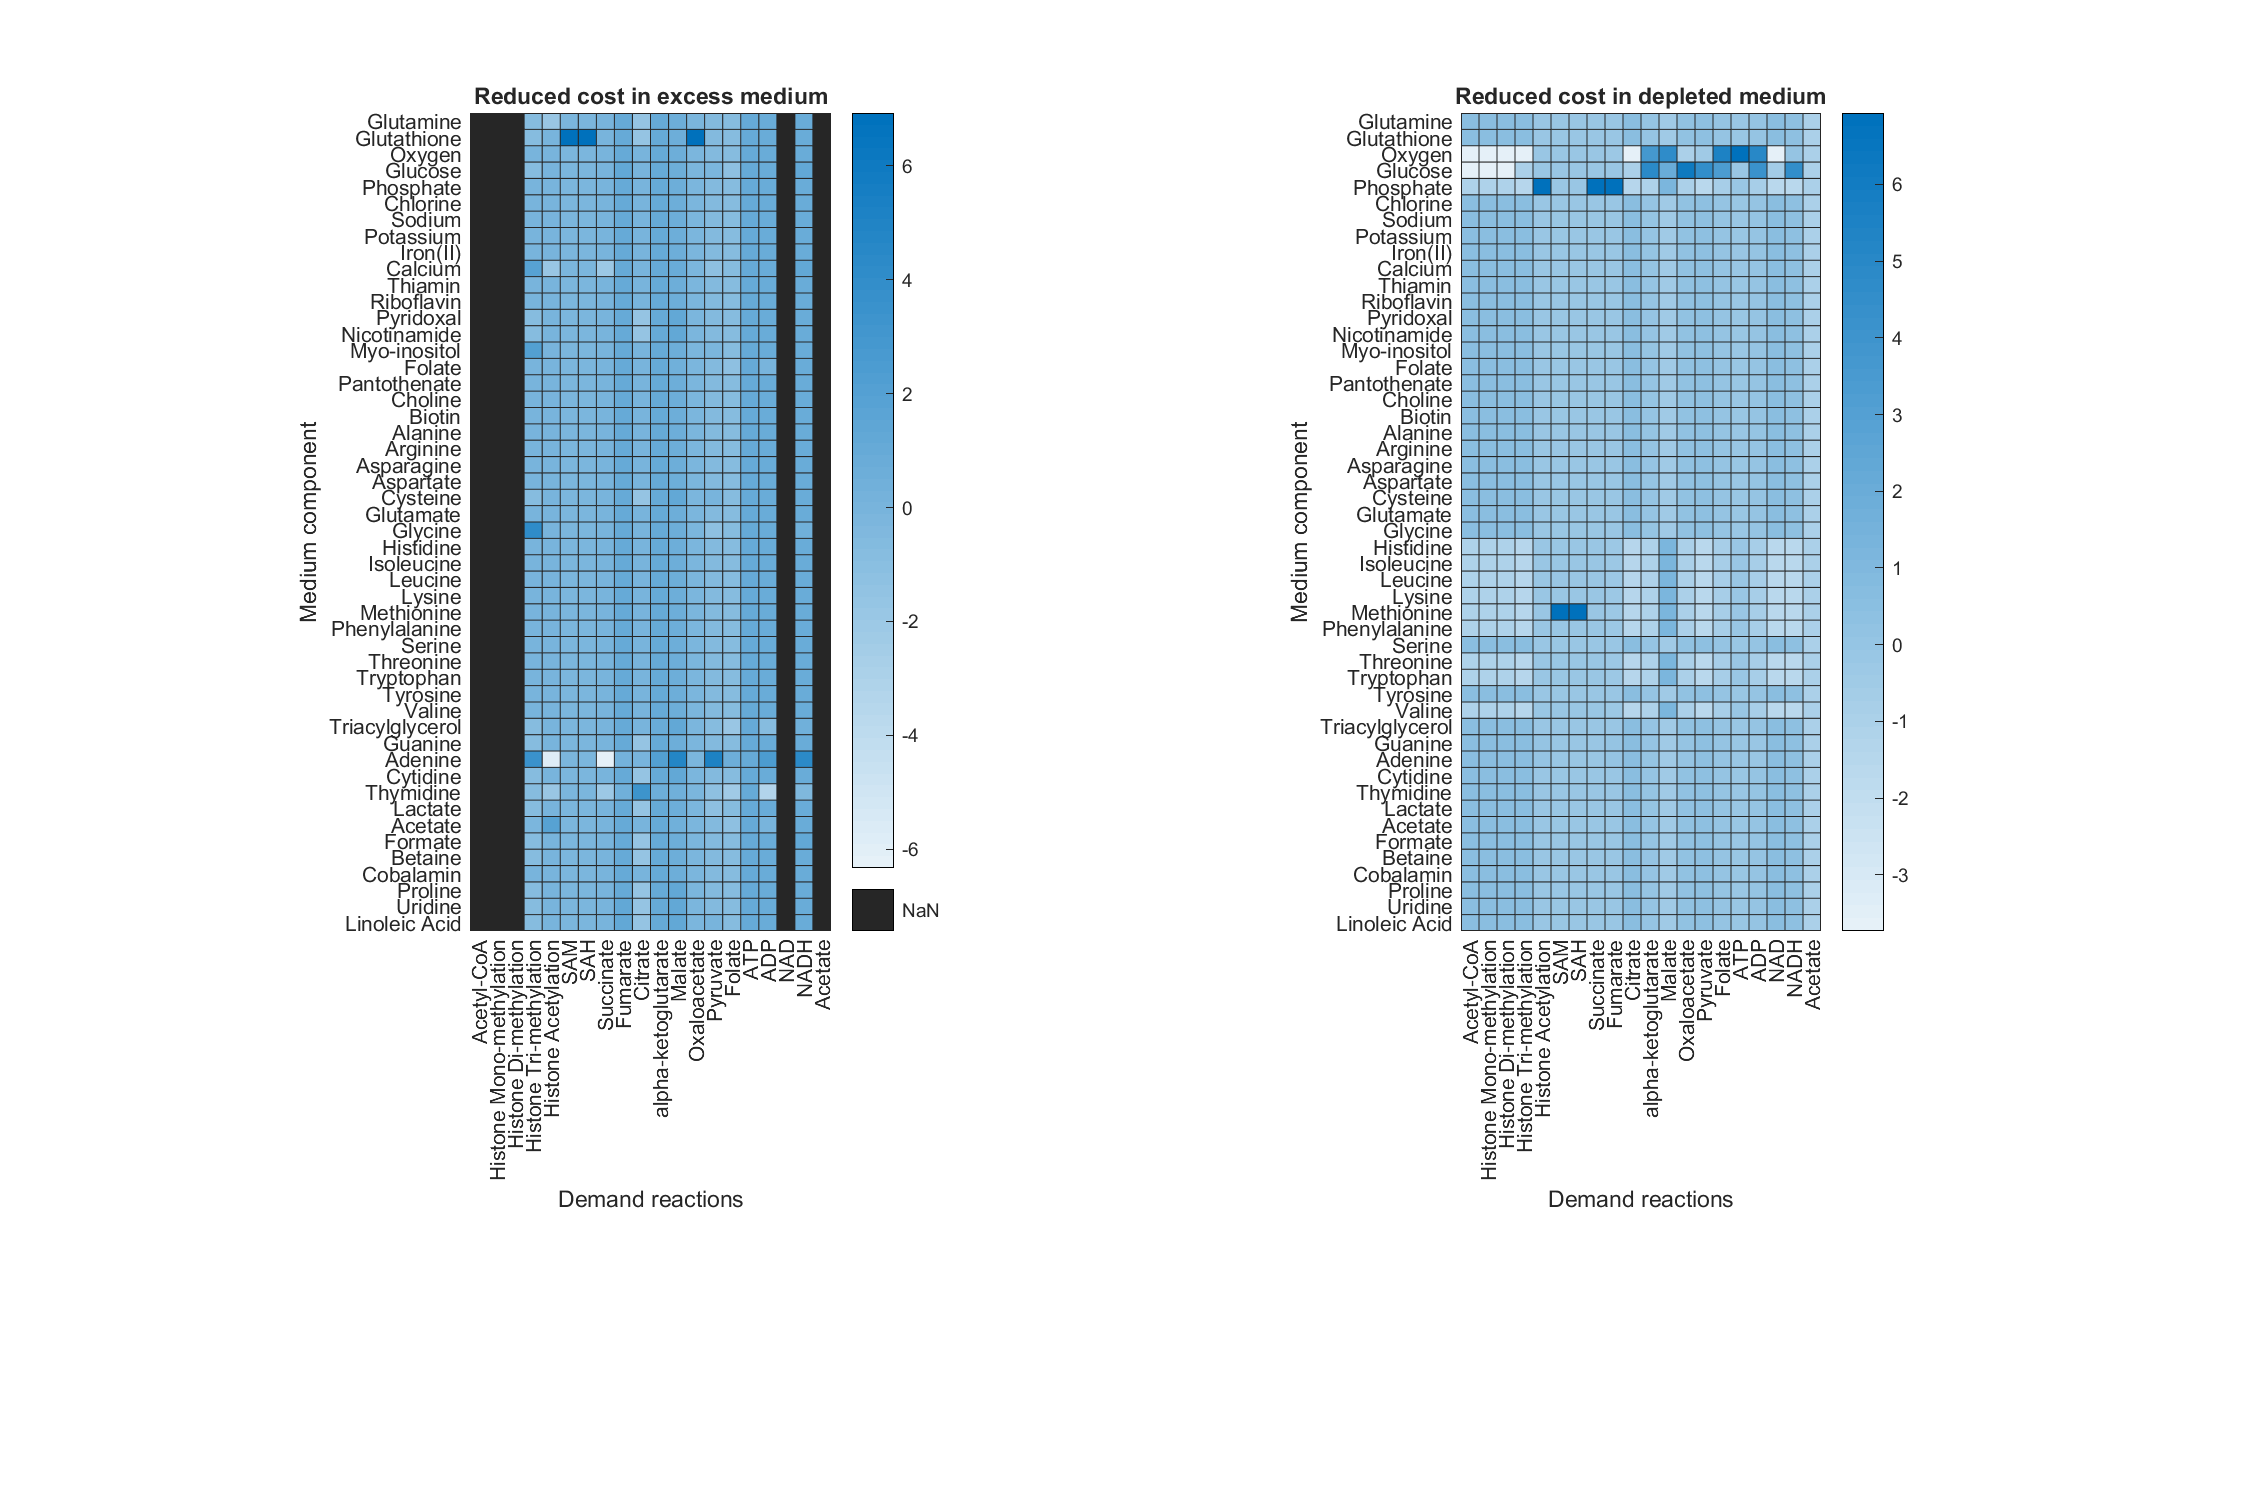 Reduced cost in excess medium
Medium component
Glutamine
Glutathione
Oxygen
Glucose
Phosphate
Chlorine
Sodium
Potassium
Iron(II)
Calcium
Thiamin
Riboflavin
Pyridoxal
Nicotinamide
Myo-inositol
Folate
Pantothenate
Choline
Biotin
Alanine
Arginine
Asparagine
Aspartate
Cysteine
Glutamate
Glycine
Histidine
Isoleucine
Leucine
Lysine
Methionine
Phenylalanine
Serine
Threonine
Tryptophan
Tyrosine
Valine
Triacylglycerol
Guanine
Adenine
Cytidine
Thymidine
Lactate
Acetate
Formate
Betaine
Cobalamin
Proline
Uridine
Linoleic Acid
6
4
2
0
-2
-4
-6
NaN
Acetyl-CoA
Histone Mono-methylation
Histone Di-methylation
Histone Tri-methylation
Histone Acetylation
SAM
SAH
Succinate
Fumarate
Citrate
alpha-ketoglutarate
Malate
Oxaloacetate
Pyruvate
Folate
ATP
ADP
NAD
NADH
Acetate
Demand reactions
Reduced cost in depleted medium
Medium component
Glutamine
Glutathione
Oxygen
Glucose
Phosphate
Chlorine
Sodium
Potassium
Iron(II)
Calcium
Thiamin
Riboflavin
Pyridoxal
Nicotinamide
Myo-inositol
Folate
Pantothenate
Choline
Biotin
Alanine
Arginine
Asparagine
Aspartate
Cysteine
Glutamate
Glycine
Histidine
Isoleucine
Leucine
Lysine
Methionine
Phenylalanine
Serine
Threonine
Tryptophan
Tyrosine
Valine
Triacylglycerol
Guanine
Adenine
Cytidine
Thymidine
Lactate
Acetate
Formate
Betaine
Cobalamin
Proline
Uridine
Linoleic Acid
6
5
4
3
2
1
0
-1
-2
-3
Acetyl-CoA
Histone Mono-methylation
Histone Di-methylation
Histone Tri-methylation
Histone Acetylation
SAM
SAH
Succinate
Fumarate
Citrate
alpha-ketoglutarate
Malate
Oxaloacetate
Pyruvate
Folate
ATP
ADP
NAD
NADH
Acetate
Demand reactions